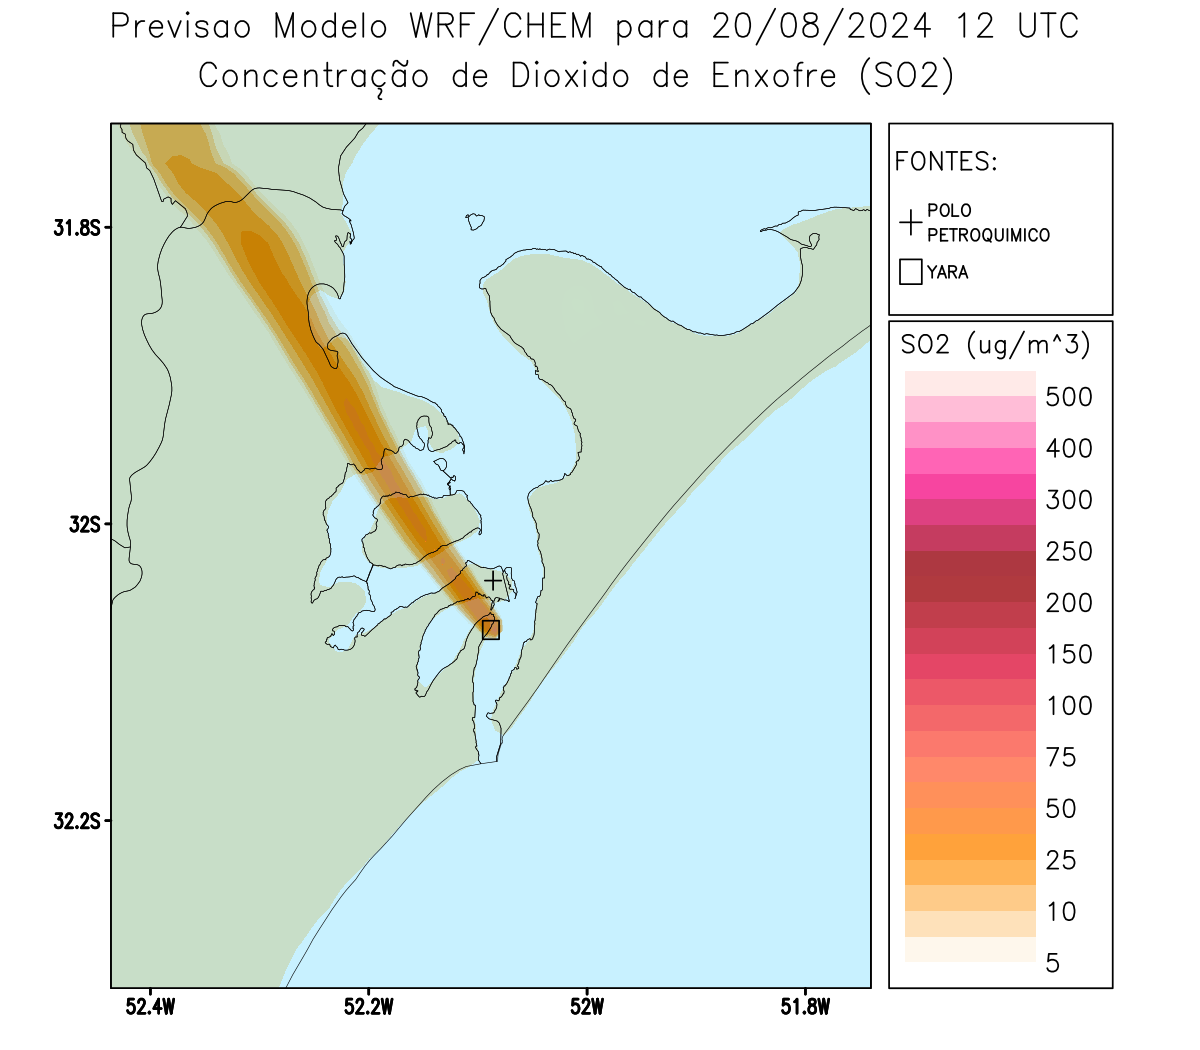 Previsao Modelo WRF/CHEM para 20/08/2024 12 UTC
Concentração de Dioxido de Enxofre (SO2)
FONTES:
POLO
PETROQUIMICO
YARA
SO2 (ug/m^3)
500
400
300
250
200
150
100
75
50
25
10
5
31.8S
32S
32.2S
52.4W
52.2W
52W
51.8W